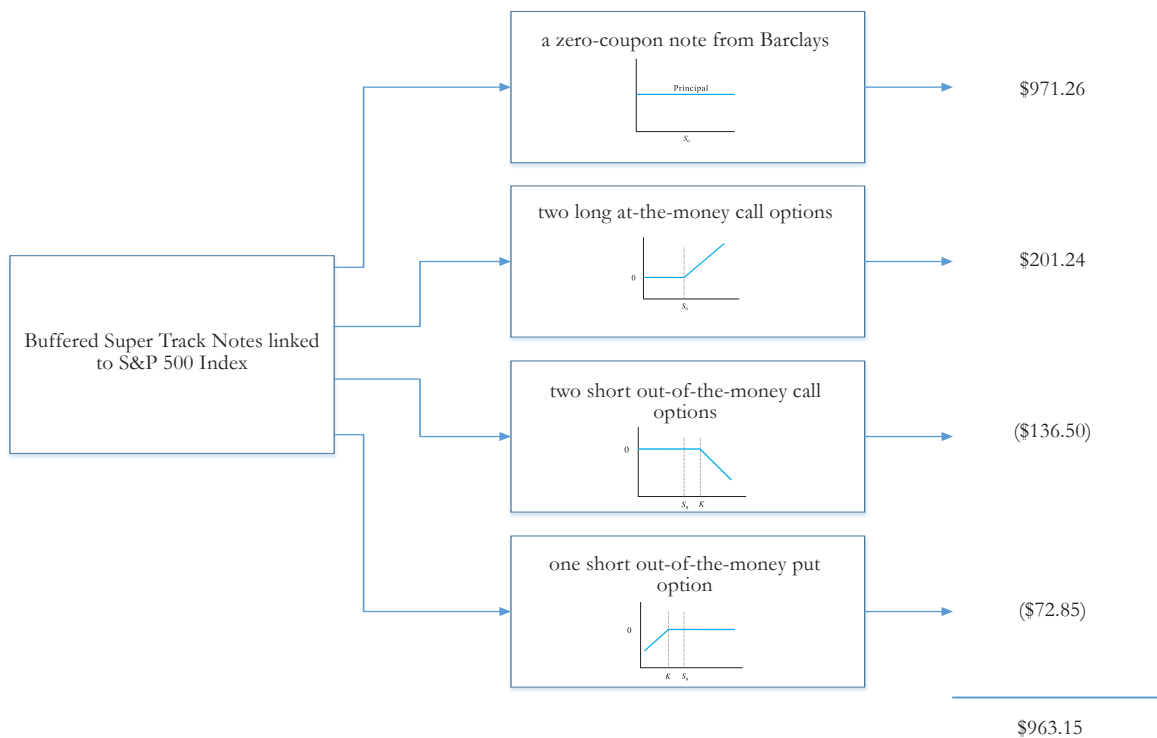 a zero-coupon note from Barclays
Principal
S₀
$971.26
two long at-the-money call options
0
S₀
$201.24
Buffered Super Track Notes linked
to S&P 500 Index
two short out-of-the-money call
options
0
S₀ K
($136.50)
one short out-of-the-money put
option
0
K S₀
($72.85)
$963.15